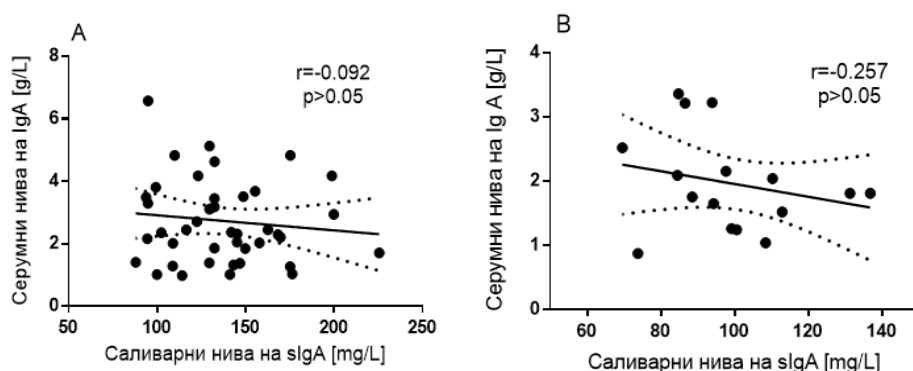 A
r=-0.092
p>0.05
Серумни нива на IgA [g/L]
8
6
4
2
0
50 100 150 200 250
Саливарни нива на sIgA [mg/L]
B
r=-0.257
p>0.05
Серумни нива на Ig A [g/L]
4
3
2
1
0
60 80 100 120 140
Саливарни нива на sIgA [mg/L]